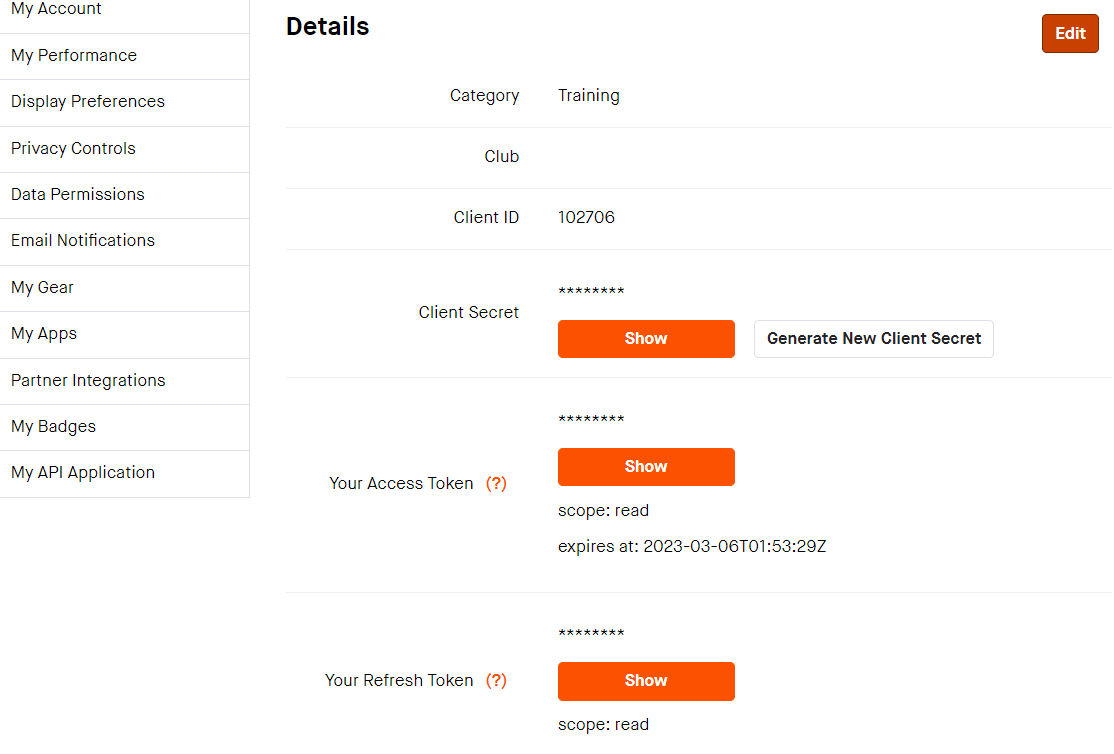 My Account
My Performance
Display Preferences
Privacy Controls
Data Permissions
Email Notifications
My Gear
My Apps
Partner Integrations
My Badges
My API Application
Details
Edit
Category Training
Club
Client ID 102706
Client Secret
********
Show Generate New Client Secret
Your Access Token (?)
********
Show
scope: read
expires at: 2023-03-06T01:53:29Z
Your Refresh Token (?)
********
Show
scope: read